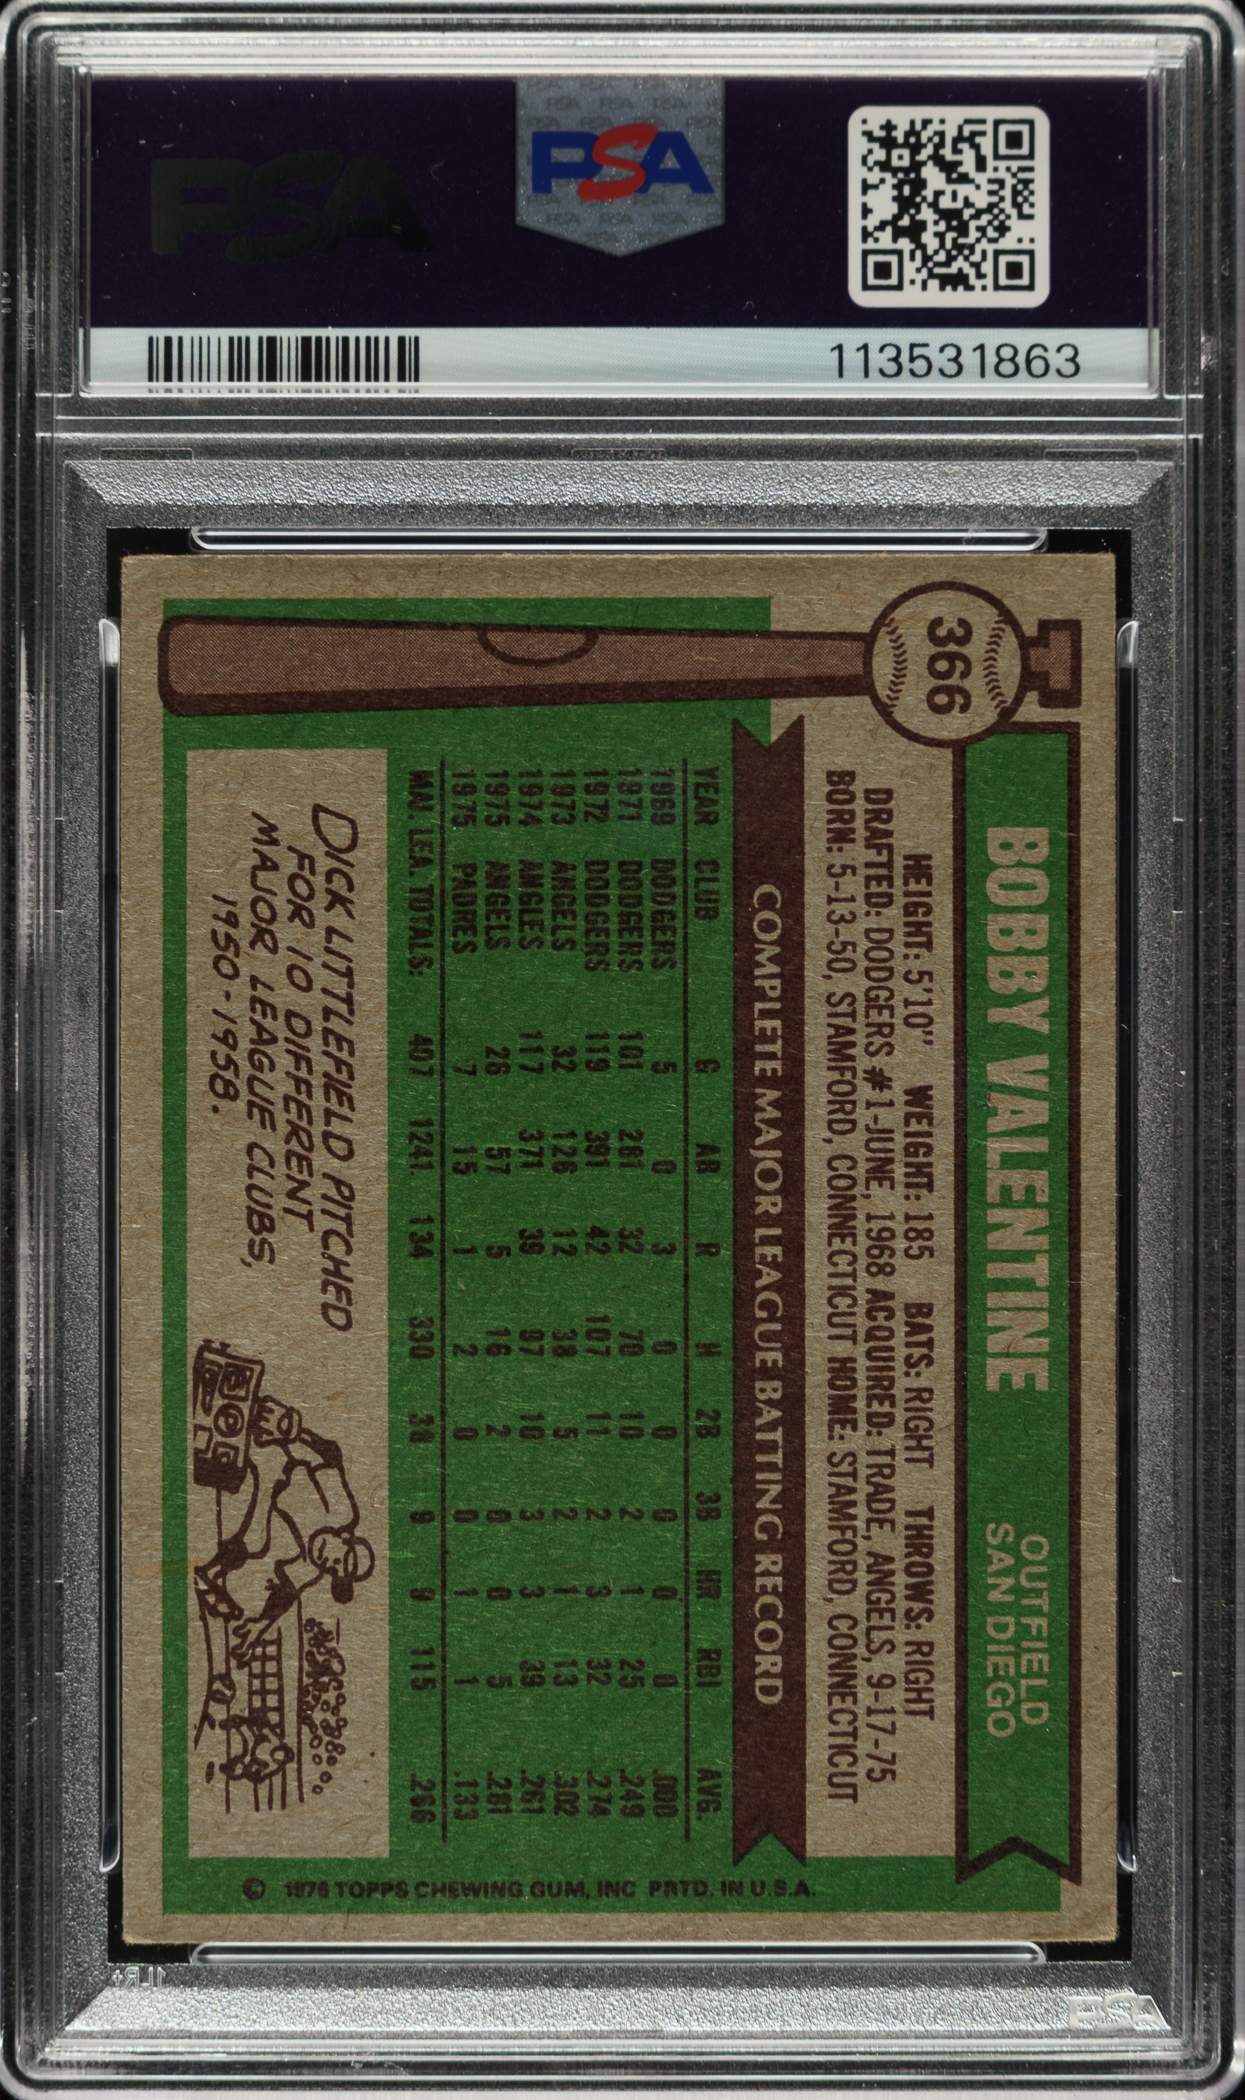 PSA
PSA
113531863
366
BOBBY VALENTINE
OUTFIELD
SAN DIEGO
HEIGHT: 5'10" WEIGHT: 185 BATS: RIGHT THROWS: RIGHT
DRAFTED: DODGERS #1-JUNE, 1968 ACQUIRED: TRADE, ANGELS, 9-17-75
BORN: 5-13-50, STAMFORD, CONNECTICUT HOME: STAMFORD, CONNECTICUT
COMPLETE MAJOR LEAGUE BATTING RECORD
YEAR CLUB G AB R H 2B 3B HR RBI AVG.
1969 DODGERS 5 0 3 0 0 0 0 0 .000
1971 DODGERS 101 281 32 70 10 2 1 25 .249
1972 DODGERS 119 391 42 107 11 2 3 32 .274
1973 ANGELS 32 126 12 38 5 2 1 13 .302
1974 ANGLES 117 371 39 97 10 3 3 39 .261
1975 ANGELS 26 57 5 16 2 0 0 5 .281
1975 PADRES 7 15 1 2 0 0 1 1 .133
MAJ. LEA. TOTALS: 407 1241 134 330 38 9 9 115 .266
DICK LITTLEFIELD PITCHED
FOR 10 DIFFERENT
MAJOR LEAGUE CLUBS,
1950-1958.
© 1976 TOPPS CHEWING GUM, INC PRTD. IN U.S.A.
1LR+
PSA